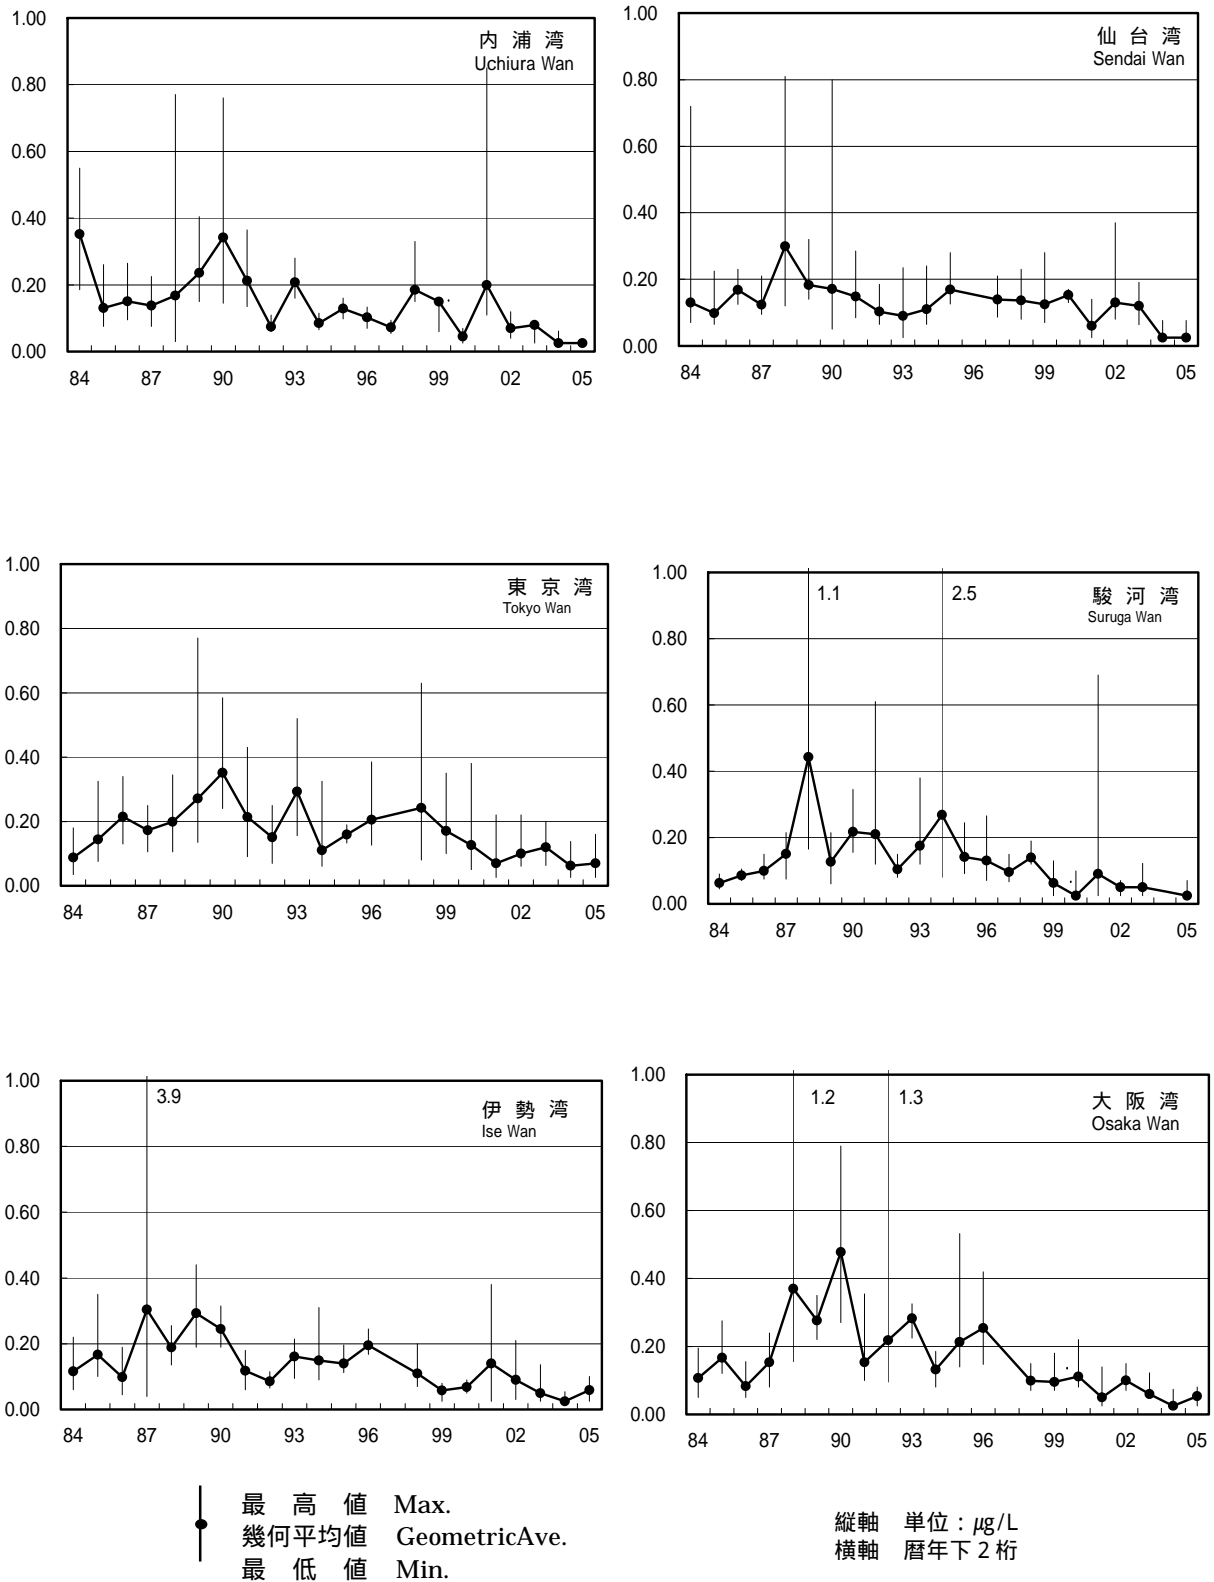 内浦湾
Uchiura Wan
1.00
0.80
0.60
0.40
0.20
0.00
84 87 90 93 96 99 02 05
仙台湾
Sendai Wan
1.00
0.80
0.60
0.40
0.20
0.00
84 87 90 93 96 99 02 05
東京湾
Tokyo Wan
1.00
0.80
0.60
0.40
0.20
0.00
84 87 90 93 96 99 02 05
1.1 2.5
駿河湾
Suruga Wan
1.00
0.80
0.60
0.40
0.20
0.00
84 87 90 93 96 99 02 05
3.9
伊勢湾
Ise Wan
1.00
0.80
0.60
0.40
0.20
0.00
84 87 90 93 96 99 02 05
1.2 1.3
大阪湾
Osaka Wan
1.00
0.80
0.60
0.40
0.20
0.00
84 87 90 93 96 99 02 05
最高値 Max.
幾何平均値 GeometricAve.
最低値 Min.
縦軸 単位：μg/L
横軸 暦年下２桁